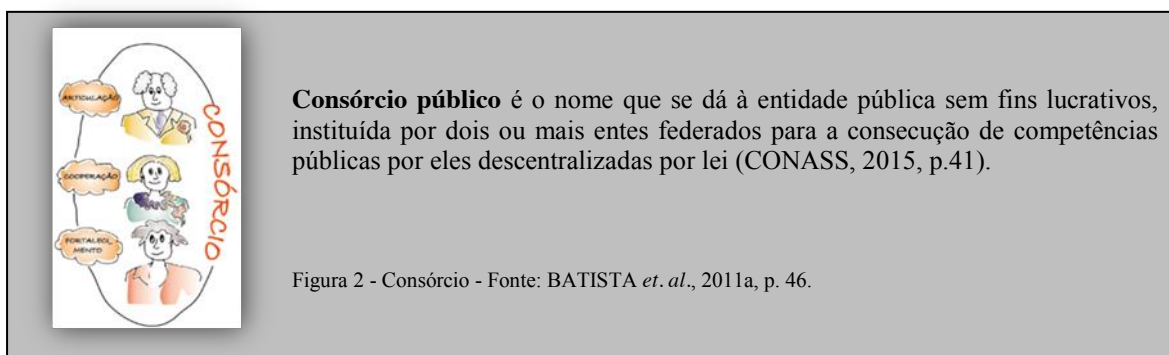 ARTICULAÇÃO
COOPERAÇÃO
FORTALECI_
MENTO
CONSÓRCIO
Consórcio público é o nome que se dá à entidade pública sem fins lucrativos,
instituída por dois ou mais entes federados para a consecução de competências
públicas por eles descentralizadas por lei (CONASS, 2015, p.41).
Figura 2 - Consórcio - Fonte: BATISTA et. al., 2011a, p. 46.